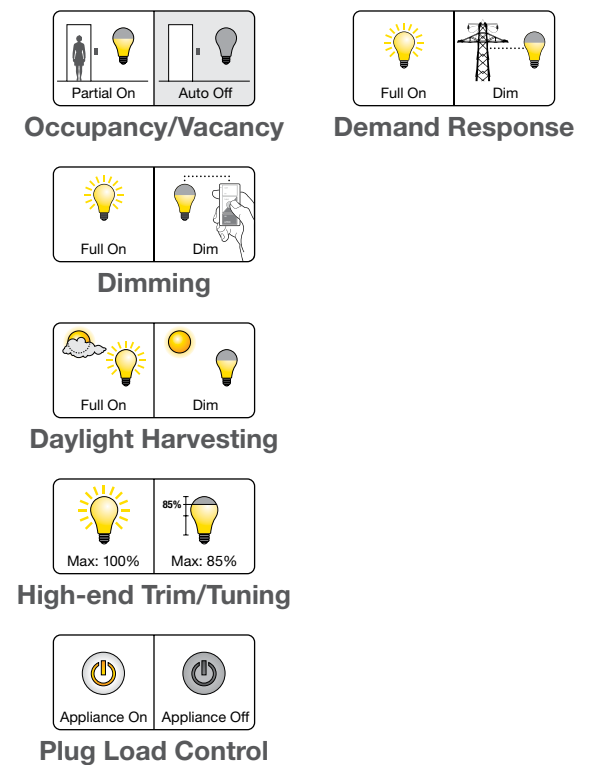 Partial On
Auto Off
Occupancy/Vacancy
Full On
Dim
Demand Response
Full On
Dim
Dimming
Full On
Dim
Daylight Harvesting
85%
Max: 100%
Max: 85%
High-end Trim/Tuning
Appliance On
Appliance Off
Plug Load Control